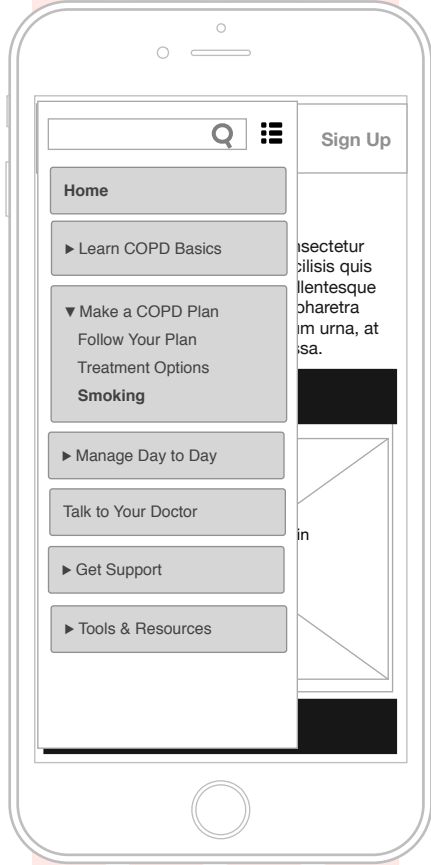 Sign Up
Home
▶ Learn COPD Basics
▼ Make a COPD Plan
Follow Your Plan
Treatment Options
Smoking
▶ Manage Day to Day
Talk to Your Doctor
▶ Get Support
▶ Tools & Resources
nsectetur
cilisis quis
llentesque
pharetra
um urna, at
ssa.
in